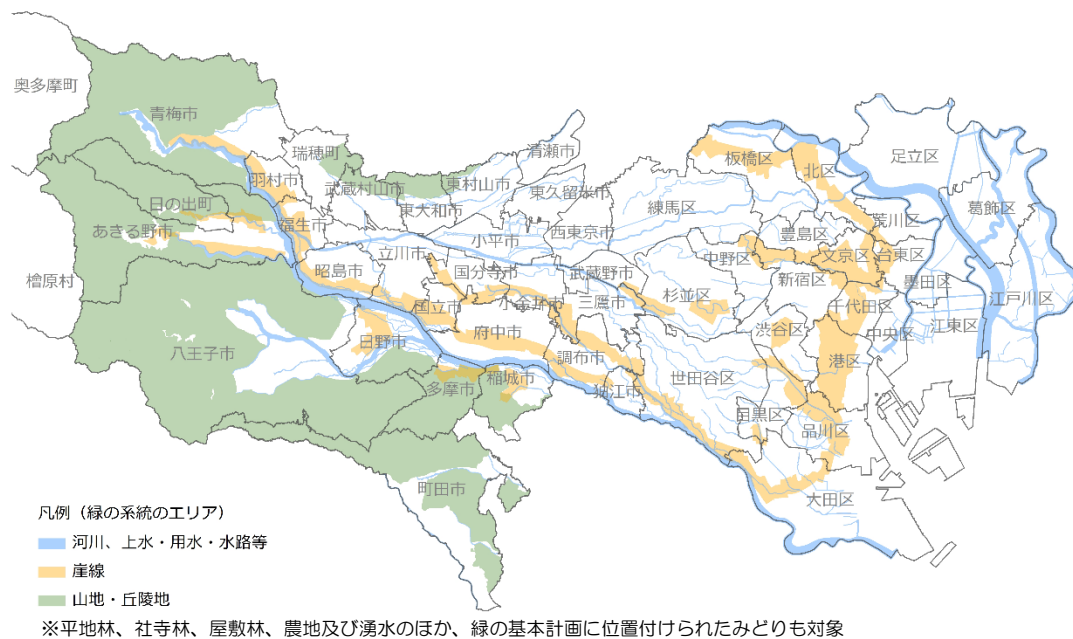 奥多摩町
青梅市
瑞穂町
羽村市
武蔵村山市
東村山市
清瀬市
東大和市
東久留米市
日の出町
福生市
あきる野市
檜原村
昭島市
立川市
小平市
西東京市
国分寺市
武蔵野市
小金井市
三鷹市
国立市
府中市
調布市
狛江市
八王子市
日野市
多摩市
稲城市
町田市
板橋区
北区
足立区
葛飾区
荒川区
練馬区
豊島区
文京区
台東区
中野区
新宿区
墨田区
江戸川区
杉並区
千代田区
中央区
江東区
渋谷区
港区
世田谷区
目黒区
品川区
大田区
凡例（緑の系統のエリア）
河川、上水・用水・水路等
崖線
山地・丘陵地
※平地林、社寺林、屋敷林、農地及び湧水のほか、緑の基本計画に位置付けられたみどりも対象